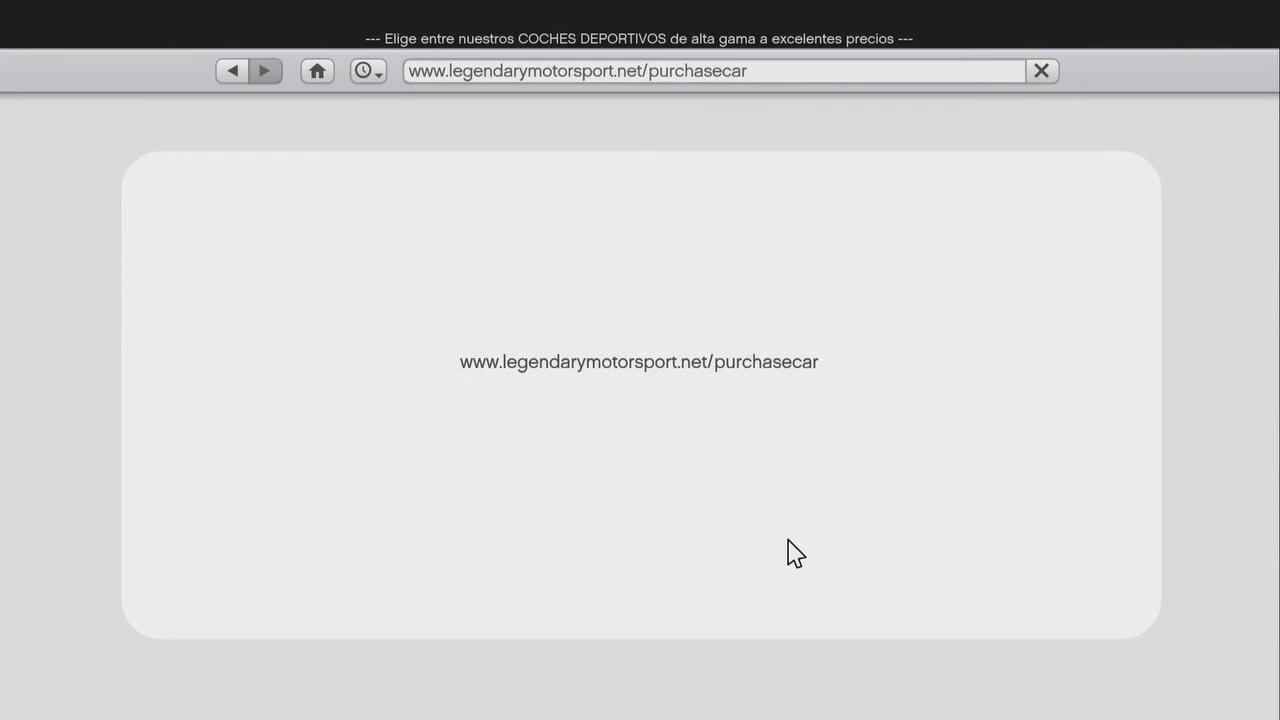 --- Elige entre nuestros COCHES DEPORTIVOS de alta gama a excelentes precios ---
www.legendarymotorsport.net/purchasecar
www.legendarymotorsport.net/purchasecar